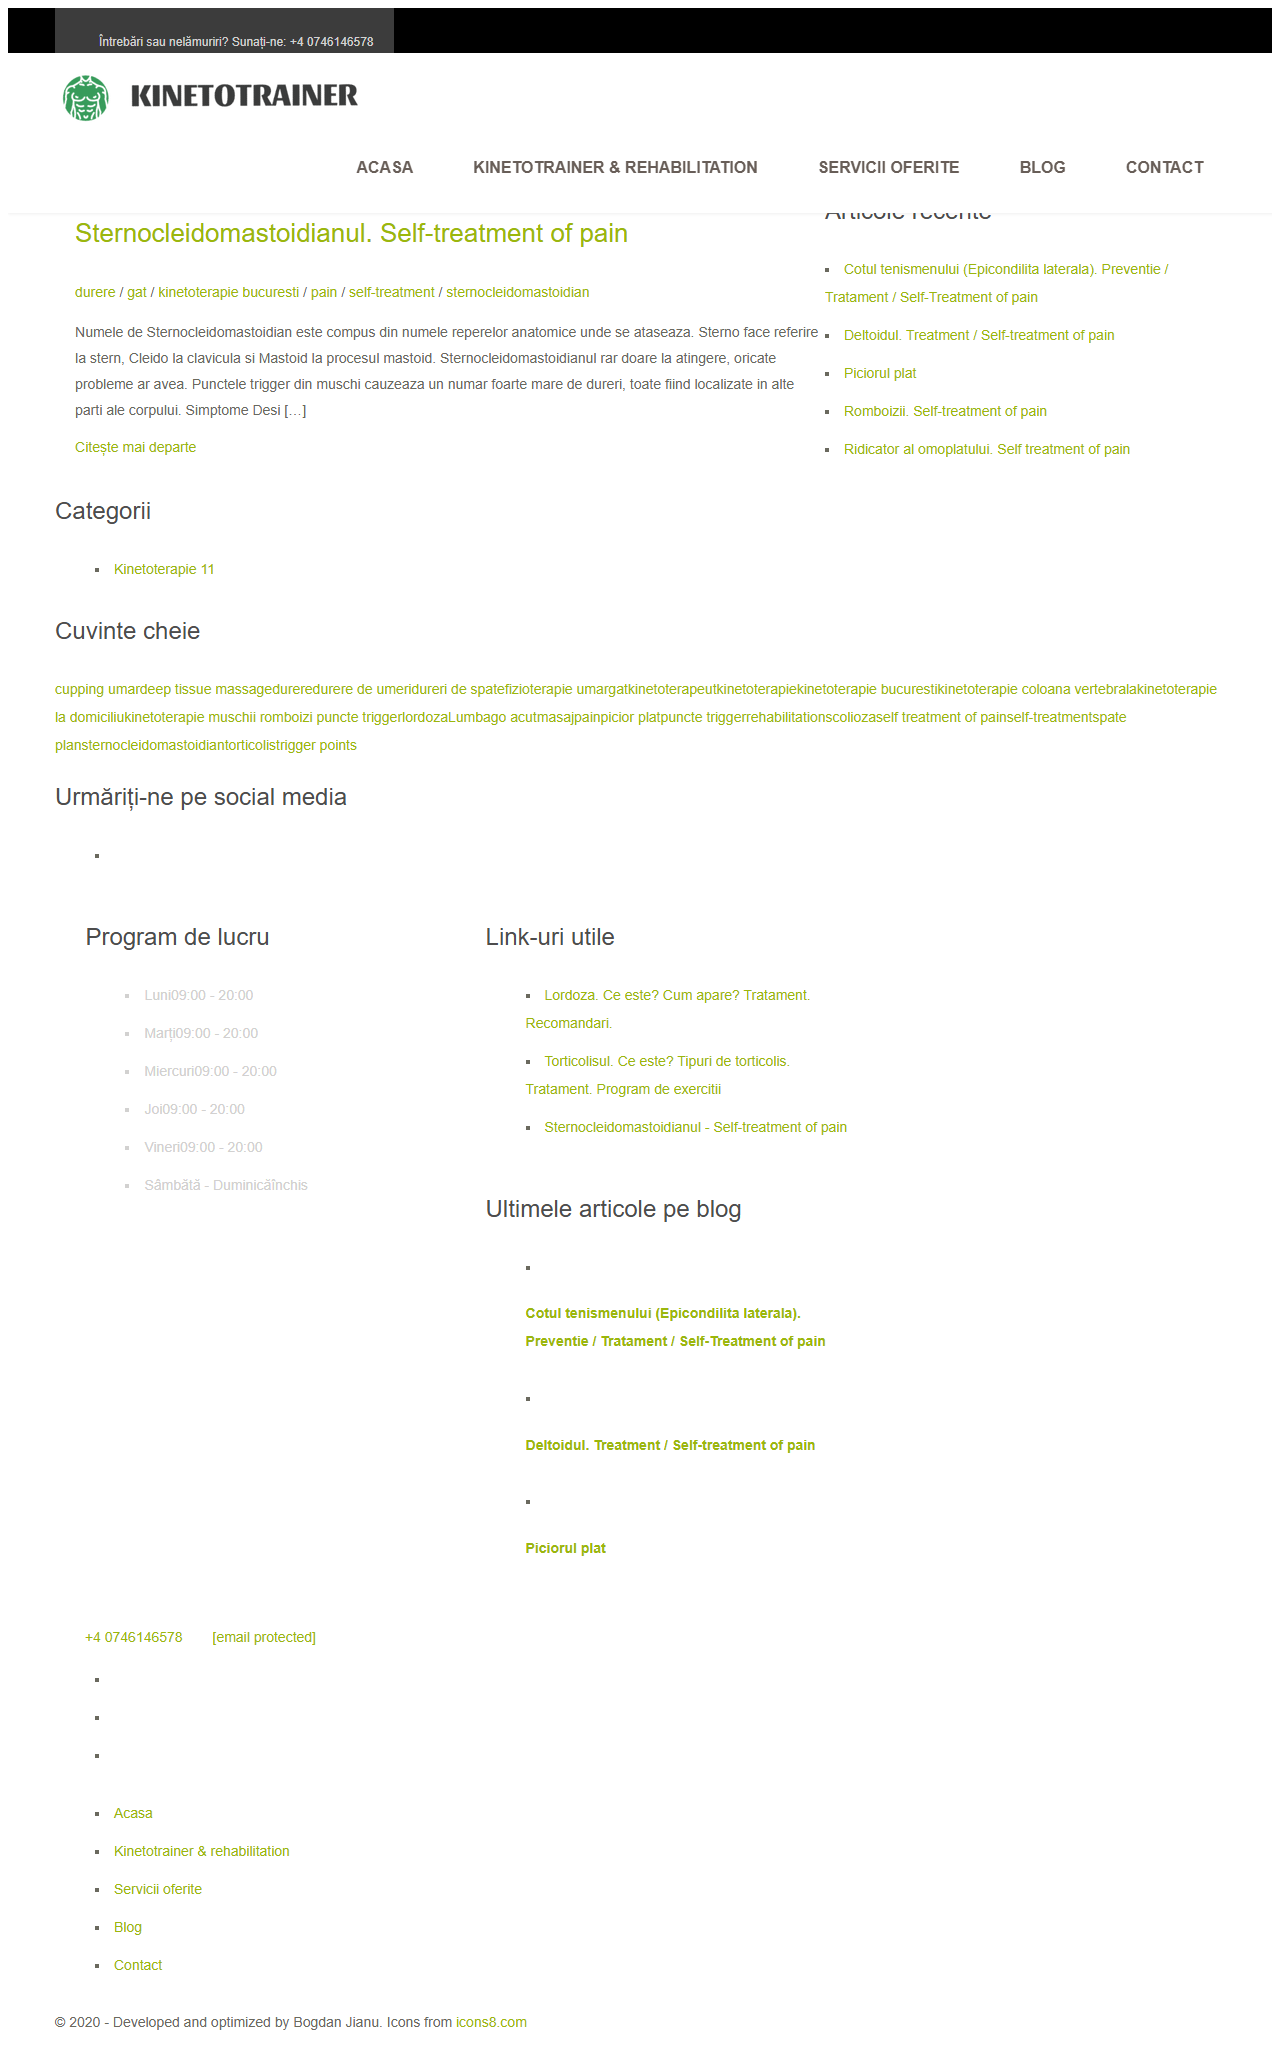 Întrebări sau nelămuriri? Sunați-ne: +4 0746146578
KINETOTRAINER
ACASA KINETOTRAINER & REHABILITATION SERVICII OFERITE BLOG CONTACT
Sternocleidomastoidianul. Self-treatment of pain
durere / gat / kinetoterapie bucuresti / pain / self-treatment / sternocleidomastoidian
Numele de Sternocleidomastoidian este compus din numele reperelor anatomice unde se ataseaza. Sterno face referire
la stern, Cleido la clavicula si Mastoid la procesul mastoid. Sternocleidomastoidianul rar doare la atingere, oricate
probleme ar avea. Punctele trigger din muschi cauzeaza un numar foarte mare de dureri, toate fiind localizate in alte
parti ale corpului. Simptome Desi […]
Citește mai departe
Articole recente
Cotul tenismenului (Epicondilita laterala). Preventie /
Tratament / Self-Treatment of pain
Deltoidul. Treatment / Self-treatment of pain
Piciorul plat
Romboizii. Self-treatment of pain
Ridicator al omoplatului. Self treatment of pain
Categorii
Kinetoterapie 11
Cuvinte cheie
cupping umardeep tissue massagedureredurere de umeridureri de spatefizioterapie umargatkinetoterapeutkinetoterapiekinetoterapie bucurestikinetoterapie coloana vertebralakinetoterapie
la domiciliukinetoterapie muschii romboizi puncte triggerlordozaLumbago acutmasajpainpicior platpuncte triggerrehabilitationscoliozaself treatment of painself-treatmentspate
plansternocleidomastoidiantorticolistrigger points
Urmăriți-ne pe social media
Program de lucru
Luni09:00 - 20:00
Marți09:00 - 20:00
Miercuri09:00 - 20:00
Joi09:00 - 20:00
Vineri09:00 - 20:00
Sâmbătă - Duminicăînchis
Link-uri utile
Lordoza. Ce este? Cum apare? Tratament.
Recomandari.
Torticolisul. Ce este? Tipuri de torticolis.
Tratament. Program de exercitii
Sternocleidomastoidianul - Self-treatment of pain
Ultimele articole pe blog
Cotul tenismenului (Epicondilita laterala).
Preventie / Tratament / Self-Treatment of pain
Deltoidul. Treatment / Self-treatment of pain
Piciorul plat
+4 0746146578 [email protected]
Acasa
Kinetotrainer & rehabilitation
Servicii oferite
Blog
Contact
© 2020 - Developed and optimized by Bogdan Jianu. Icons from icons8.com